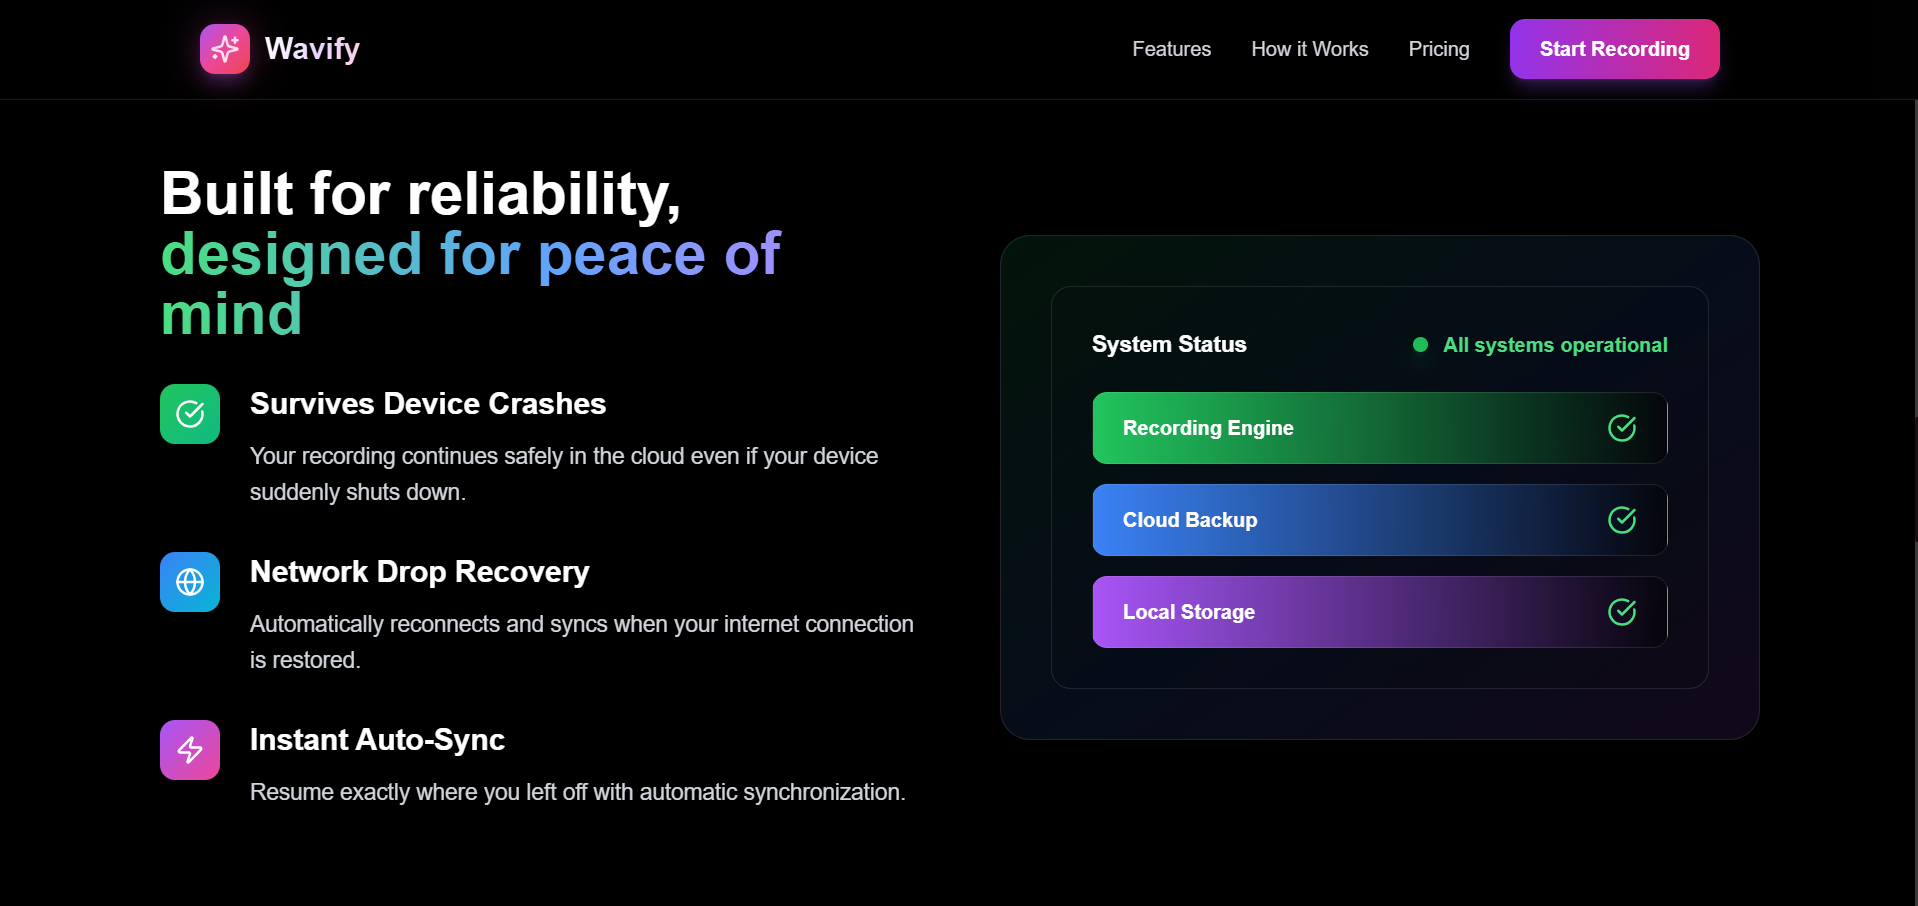 Wavify
Features
How it Works
Pricing
Start Recording
Built for reliability,
designed for peace of
mind
Survives Device Crashes
Your recording continues safely in the cloud even if your device
suddenly shuts down.
Network Drop Recovery
Automatically reconnects and syncs when your internet connection
is restored.
Instant Auto-Sync
Resume exactly where you left off with automatic synchronization.
System Status
All systems operational
Recording Engine
Cloud Backup
Local Storage